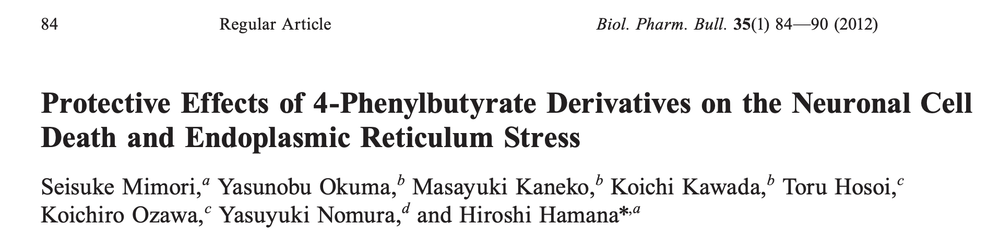 84 Regular Article Biol. Pharm. Bull. 35(1) 84—90 (2012)
Protective Effects of 4-Phenylbutyrate Derivatives on the Neuronal Cell
Death and Endoplasmic Reticulum Stress
Seisuke Mimori,a Yasunobu Okuma,b Masayuki Kaneko,b Koichi Kawada,b Toru Hosoi,c
Koichiro Ozawa,c Yasuyuki Nomura,d and Hiroshi Hamana*,a